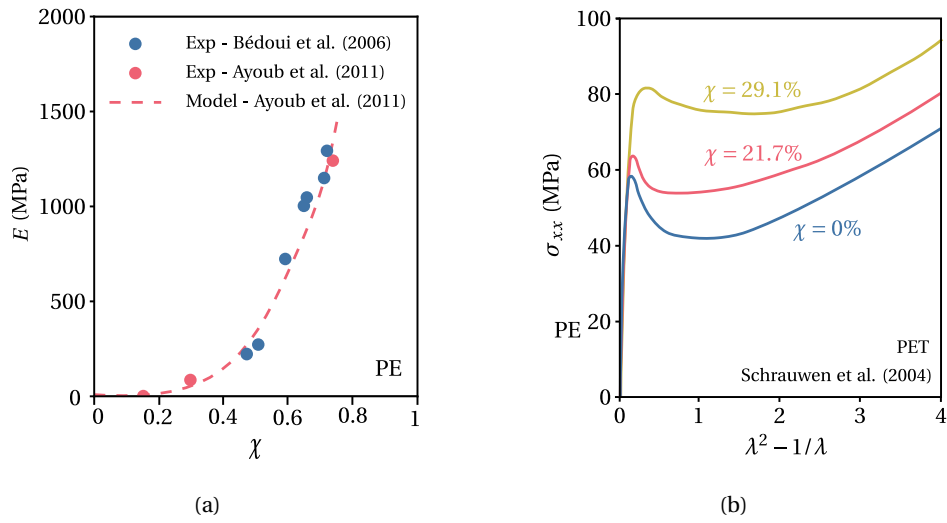 Exp - Bédoui et al. (2006)
Exp - Ayoub et al. (2011)
Model - Ayoub et al. (2011)
2000
1500
1000
500
0
E (MPa)
PE
0 0.2 0.4 0.6 0.8 1
χ
(a)
100
80
60
40
20
0
σxx (MPa)
χ = 29.1%
χ = 21.7%
χ = 0%
PE
PET
Schrauwen et al. (2004)
0 1 2 3 4
λ² − 1/λ
(b)